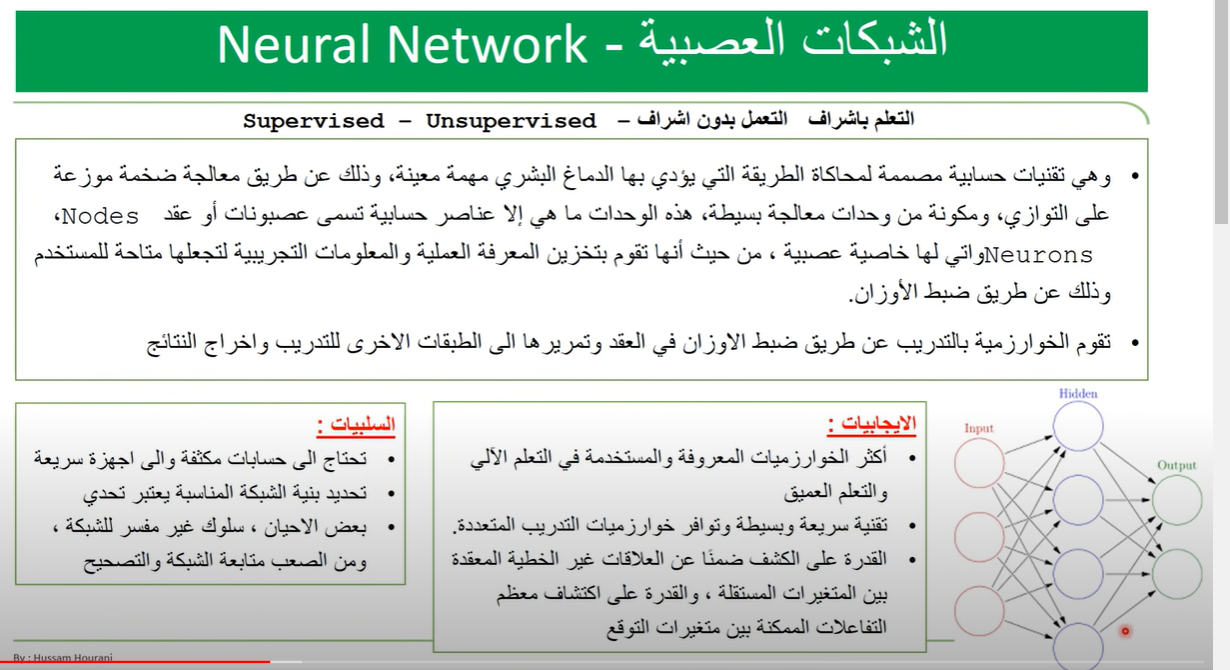 الشبكات العصبية - Neural Network
التعلم باشراف التعمل بدون اشراف – Supervised – Unsupervised
• وهي تقنيات حسابية مصممة لمحاكاة الطريقة التي يؤدي بها الدماغ البشري مهمة معينة، وذلك عن طريق معالجة ضخمة موزعة
على التوازي، ومكونة من وحدات معالجة بسيطة، هذه الوحدات ما هي إلا عناصر حسابية تسمى عصبونات أو عقد Nodes،
Neurons واتي لها خاصية عصبية ، من حيث أنها تقوم بتخزين المعرفة العملية والمعلومات التجريبية لتجعلها متاحة للمستخدم
وذلك عن طريق ضبط الأوزان.
• تقوم الخوارزمية بالتدريب عن طريق ضبط الاوزان في العقد وتمريرها الى الطبقات الاخرى للتدريب واخراج النتائج
الايجابيات :
• أكثر الخوارزميات المعروفة والمستخدمة في التعلم الآلي
والتعلم العميق
• تقنية سريعة وبسيطة وتوافر خوارزميات التدريب المتعددة.
• القدرة على الكشف ضمنًا عن العلاقات غير الخطية المعقدة
بين المتغيرات المستقلة ، والقدرة على اكتشاف معظم
التفاعلات الممكنة بين متغيرات التوقع
السلبيات :
• تحتاج الى حسابات مكثفة والى اجهزة سريعة
• تحديد بنية الشبكة المناسبة يعتبر تحدي
• بعض الاحيان ، سلوك غير مفسر للشبكة ،
ومن الصعب متابعة الشبكة والتصحيح
Hidden
Input
Output
By : Hussam Hourani